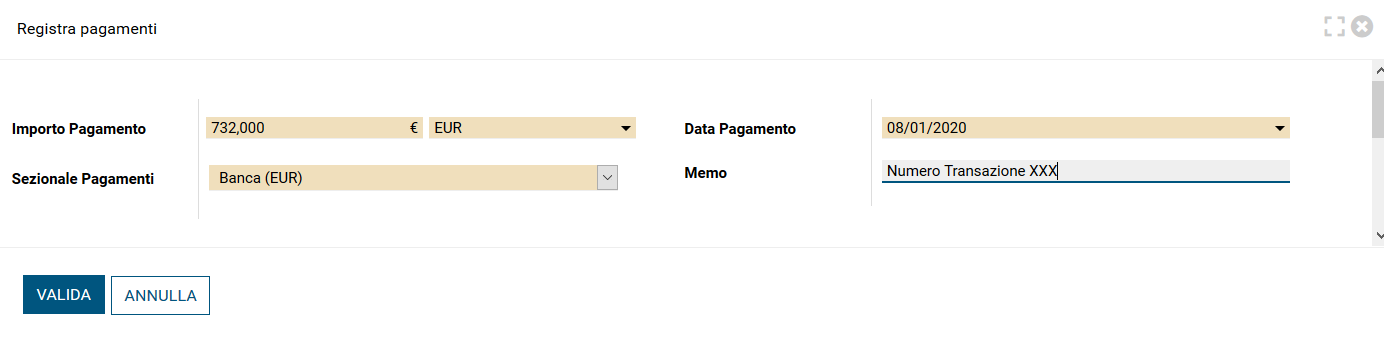 Registra pagamenti
Importo Pagamento 732,000 € EUR Data Pagamento 08/01/2020
Sezionale Pagamenti Banca (EUR) Memo Numero Transazione XXX
VALIDA ANNULLA